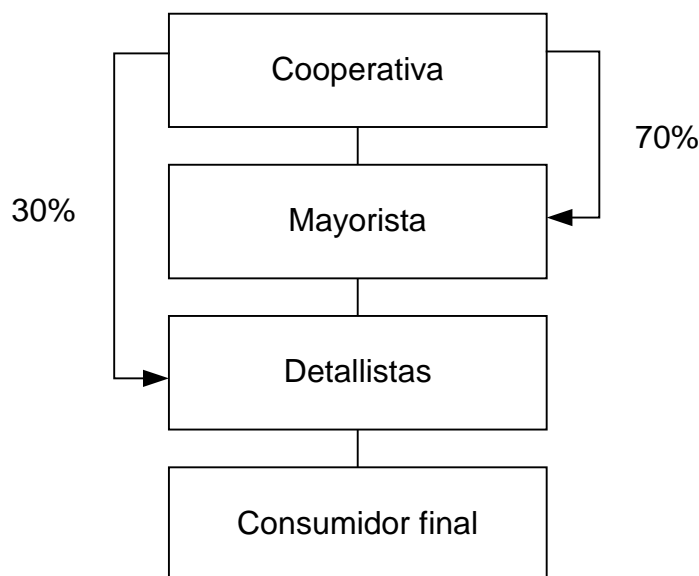 Cooperativa
70%
30%
Mayorista
Detallistas
Consumidor final